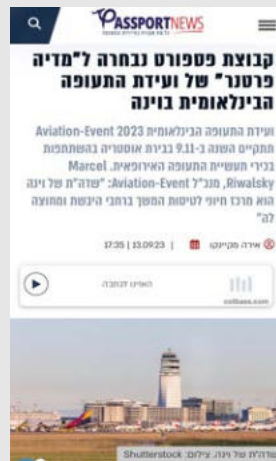 PASSPORTNEWS
קבוצת פספורט נבחרה ל"מדיה
פרטנר" של ועידת התעופה
הבינלאומית בוינה
ועידת התעופה הבינלאומית Aviation-Event 2023
תתקיים השנה ב-9.11 בבירת אוסטריה בהשתתפות
בכירי תעשיית התעופה האירופאית. Marcel
Riwalsky, מנכ"ל Aviation-Event: "שדה"ת של וינה
הוא מרכז חיוני לטיסות המשך ברחבי היבשת ומחוצה
לה"
אירה מקיינקו | 13.09.23 | 17:35
האזינו לכתבה
שדה"ת של וינה. צילום: Shutterstock